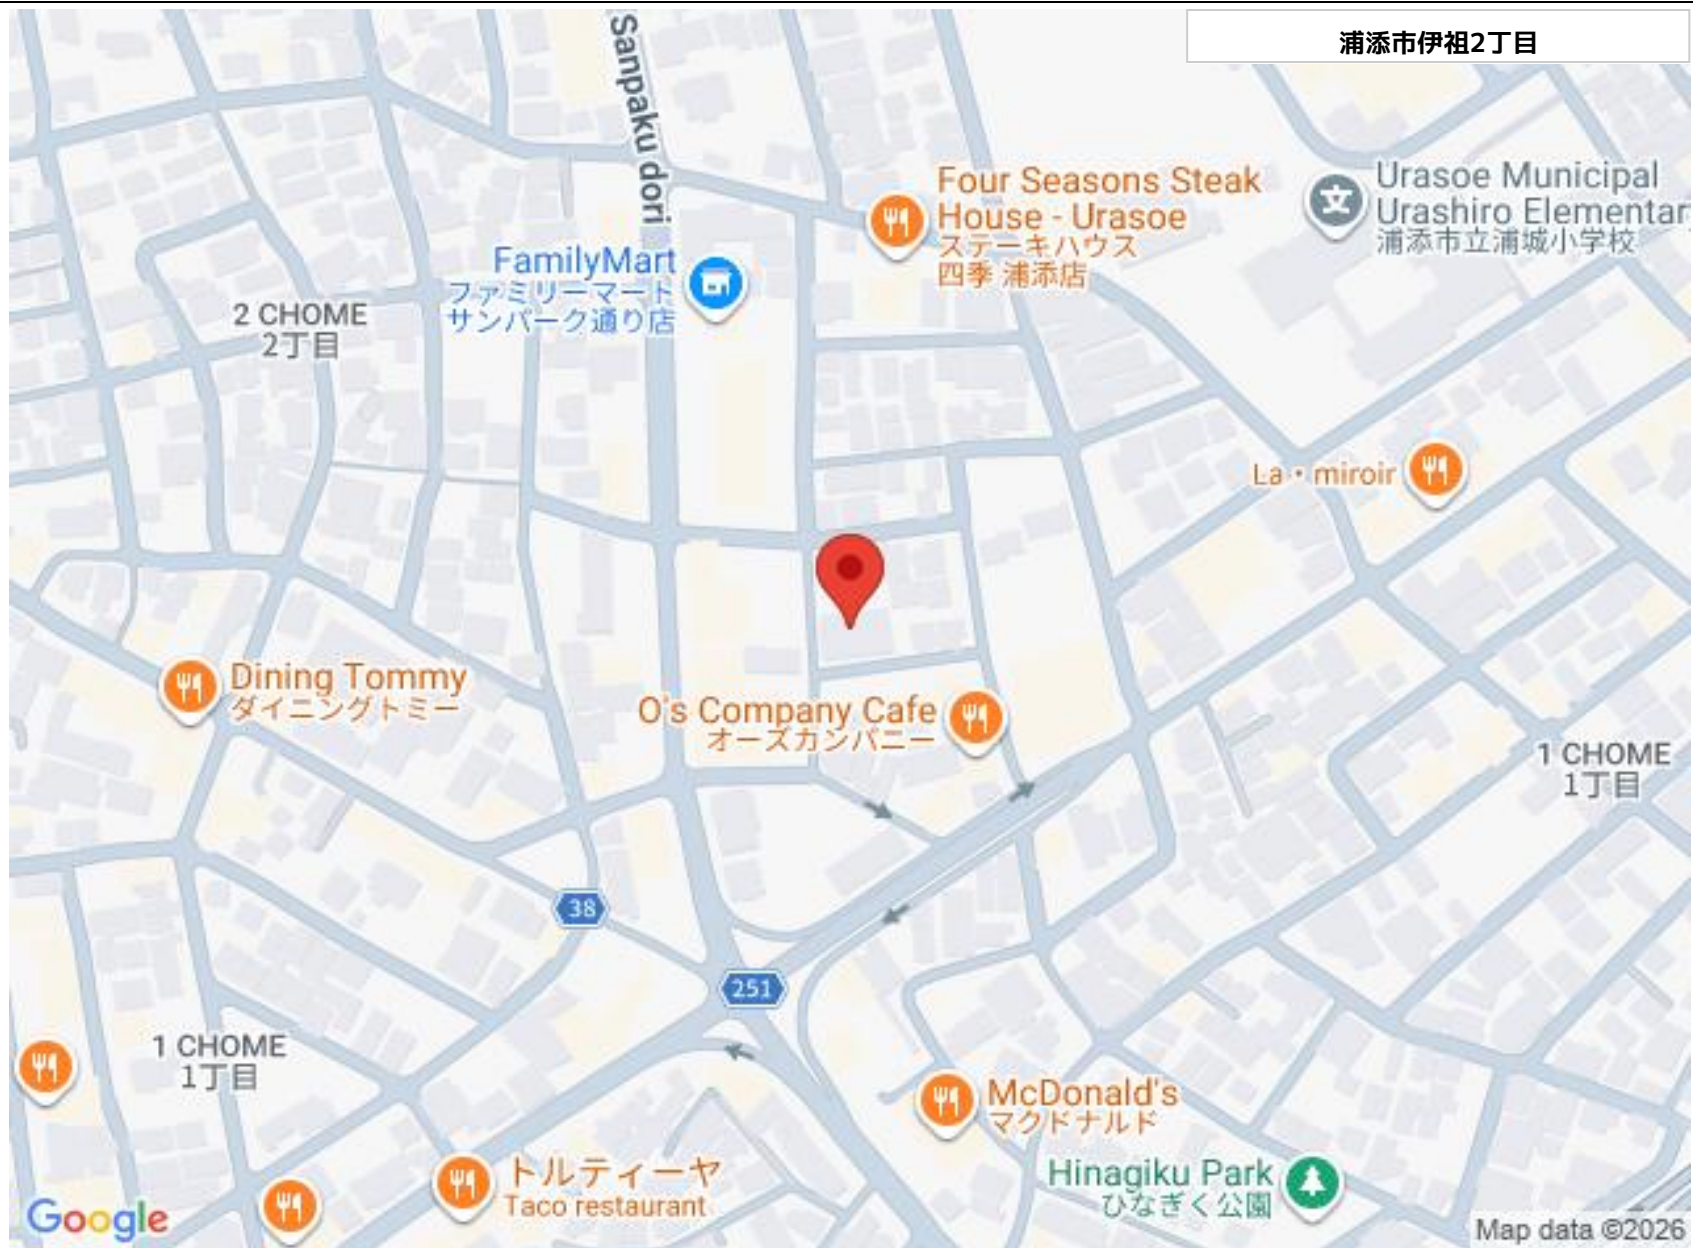 浦添市伊祖2丁目
Sanpaku dori
Four Seasons Steak
House - Urasoe
ステーキハウス
四季 浦添店
Urasoe Municipal
Urashiro Elementar
浦添市立浦城小学校
FamilyMart
ファミリーマート
サンパーク通り店
2 CHOME
2丁目
La・miroir
Dining Tommy
ダイニングトミー
O's Company Cafe
オーズカンパニー
1 CHOME
1丁目
38
251
1 CHOME
1丁目
McDonald's
マクドナルド
トルティーヤ
Taco restaurant
Hinagiku Park
ひなぎく公園
Google
Map data ©2026